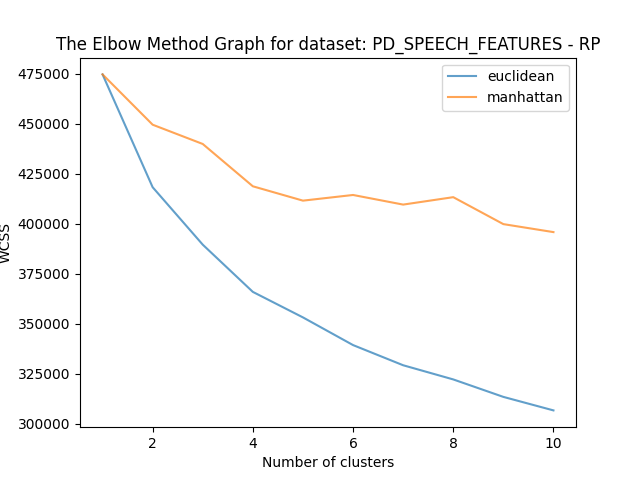 The Elbow Method Graph for dataset: PD_SPEECH_FEATURES - RP
euclidean
manhattan
475000
450000
425000
400000
375000
350000
325000
300000
WCSS
2 4 6 8 10
Number of clusters